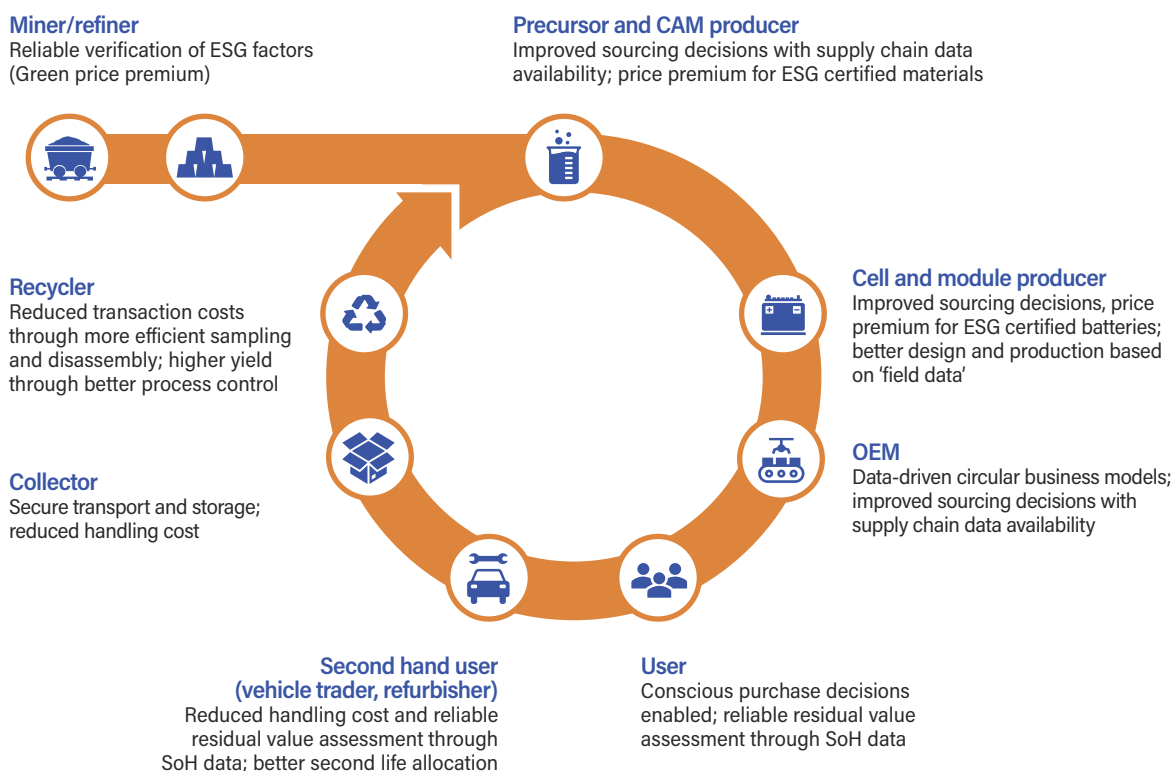 Miner/refiner
Reliable verification of ESG factors
(Green price premium)
Precursor and CAM producer
Improved sourcing decisions with supply chain data
availability; price premium for ESG certified materials
Cell and module producer
Improved sourcing decisions, price
premium for ESG certified batteries;
better design and production based
on ‘field data’
OEM
Data-driven circular business models;
improved sourcing decisions with
supply chain data availability
User
Conscious purchase decisions
enabled; reliable residual value
assessment through SoH data
Second hand user
(vehicle trader, refurbisher)
Reduced handling cost and reliable
residual value assessment through
SoH data; better second life allocation
Collector
Secure transport and storage;
reduced handling cost
Recycler
Reduced transaction costs
through more efficient sampling
and disassembly; higher yield
through better process control